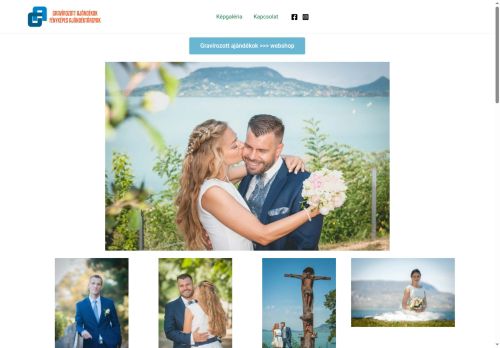 GRAVÍROZOTT AJÁNDÉKOK
FÉNYKÉPES AJÁNDÉKTÁRGYAK
Képgaléria
Kapcsolat
Gravírozott ajándékok >>> webshop